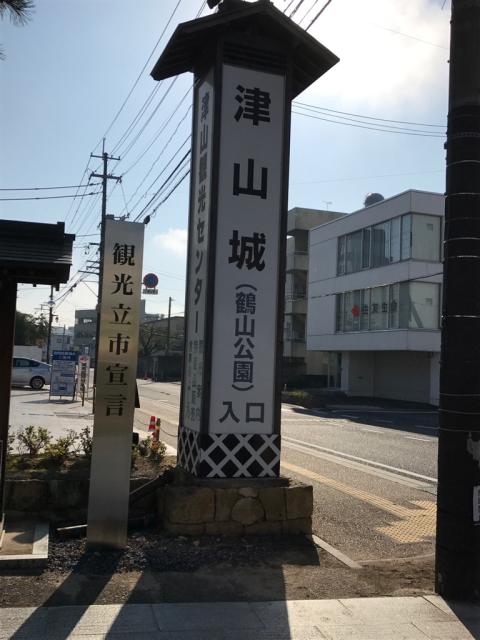 津山城
(鶴山公園)
入口
津山観光センター
観光立市宣言